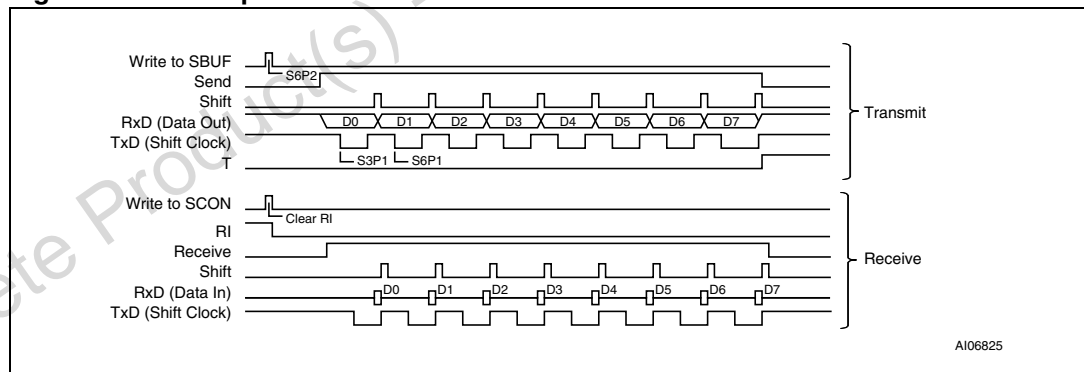 Write to SBUF
S6P2
Send
Shift
RxD (Data Out)
D0 D1 D2 D3 D4 D5 D6 D7
TxD (Shift Clock)
S3P1 S6P1
T
Transmit
Write to SCON
Clear RI
RI
Receive
Receive
Shift
RxD (Data In)
D0 D1 D2 D3 D4 D5 D6 D7
TxD (Shift Clock)
AI06825
ete Product(s)